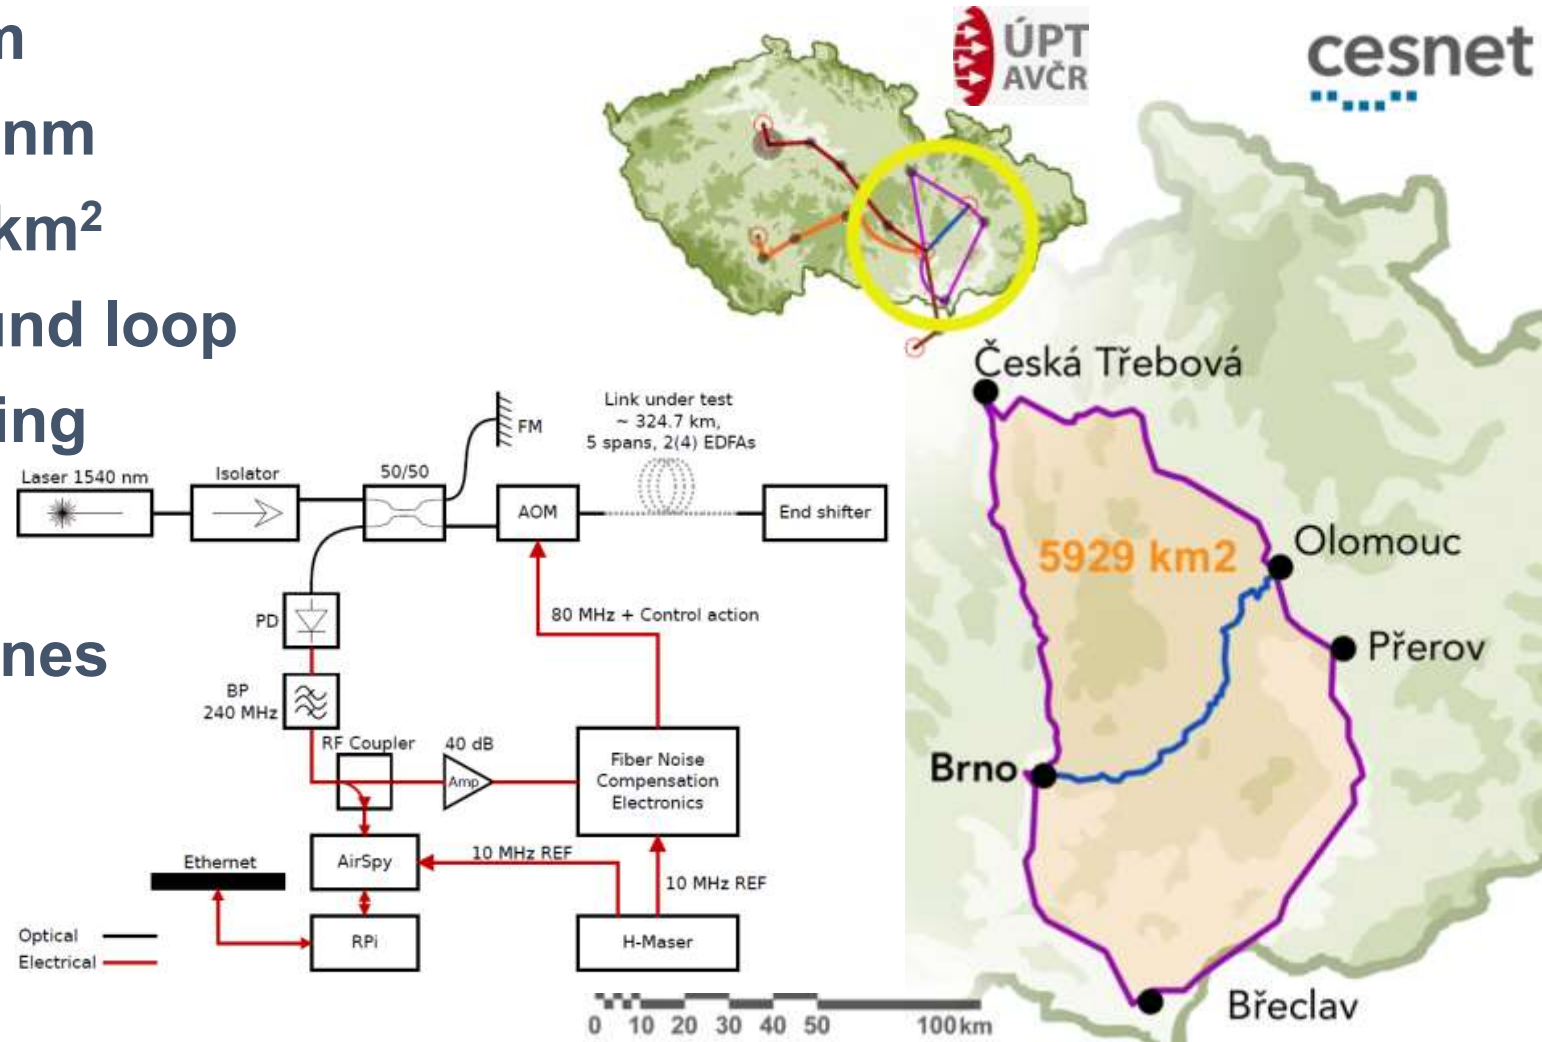 m
nm
km²
und loop
ing
nes
ÚPT
AVČR
cesnet
Link under test
~ 324.7 km,
5 spans, 2(4) EDFAs
FM
Laser 1540 nm
Isolator
50/50
AOM
End shifter
PD
80 MHz + Control action
BP
240 MHz
RF Coupler
40 dB
Amp
Fiber Noise
Compensation
Electronics
AirSpy
10 MHz REF
10 MHz REF
Ethernet
RPi
H-Maser
Optical
Electrical
Česká Třebová
5929 km2
Olomouc
Přerov
Brno
Břeclav
0 10 20 30 40 50 100km